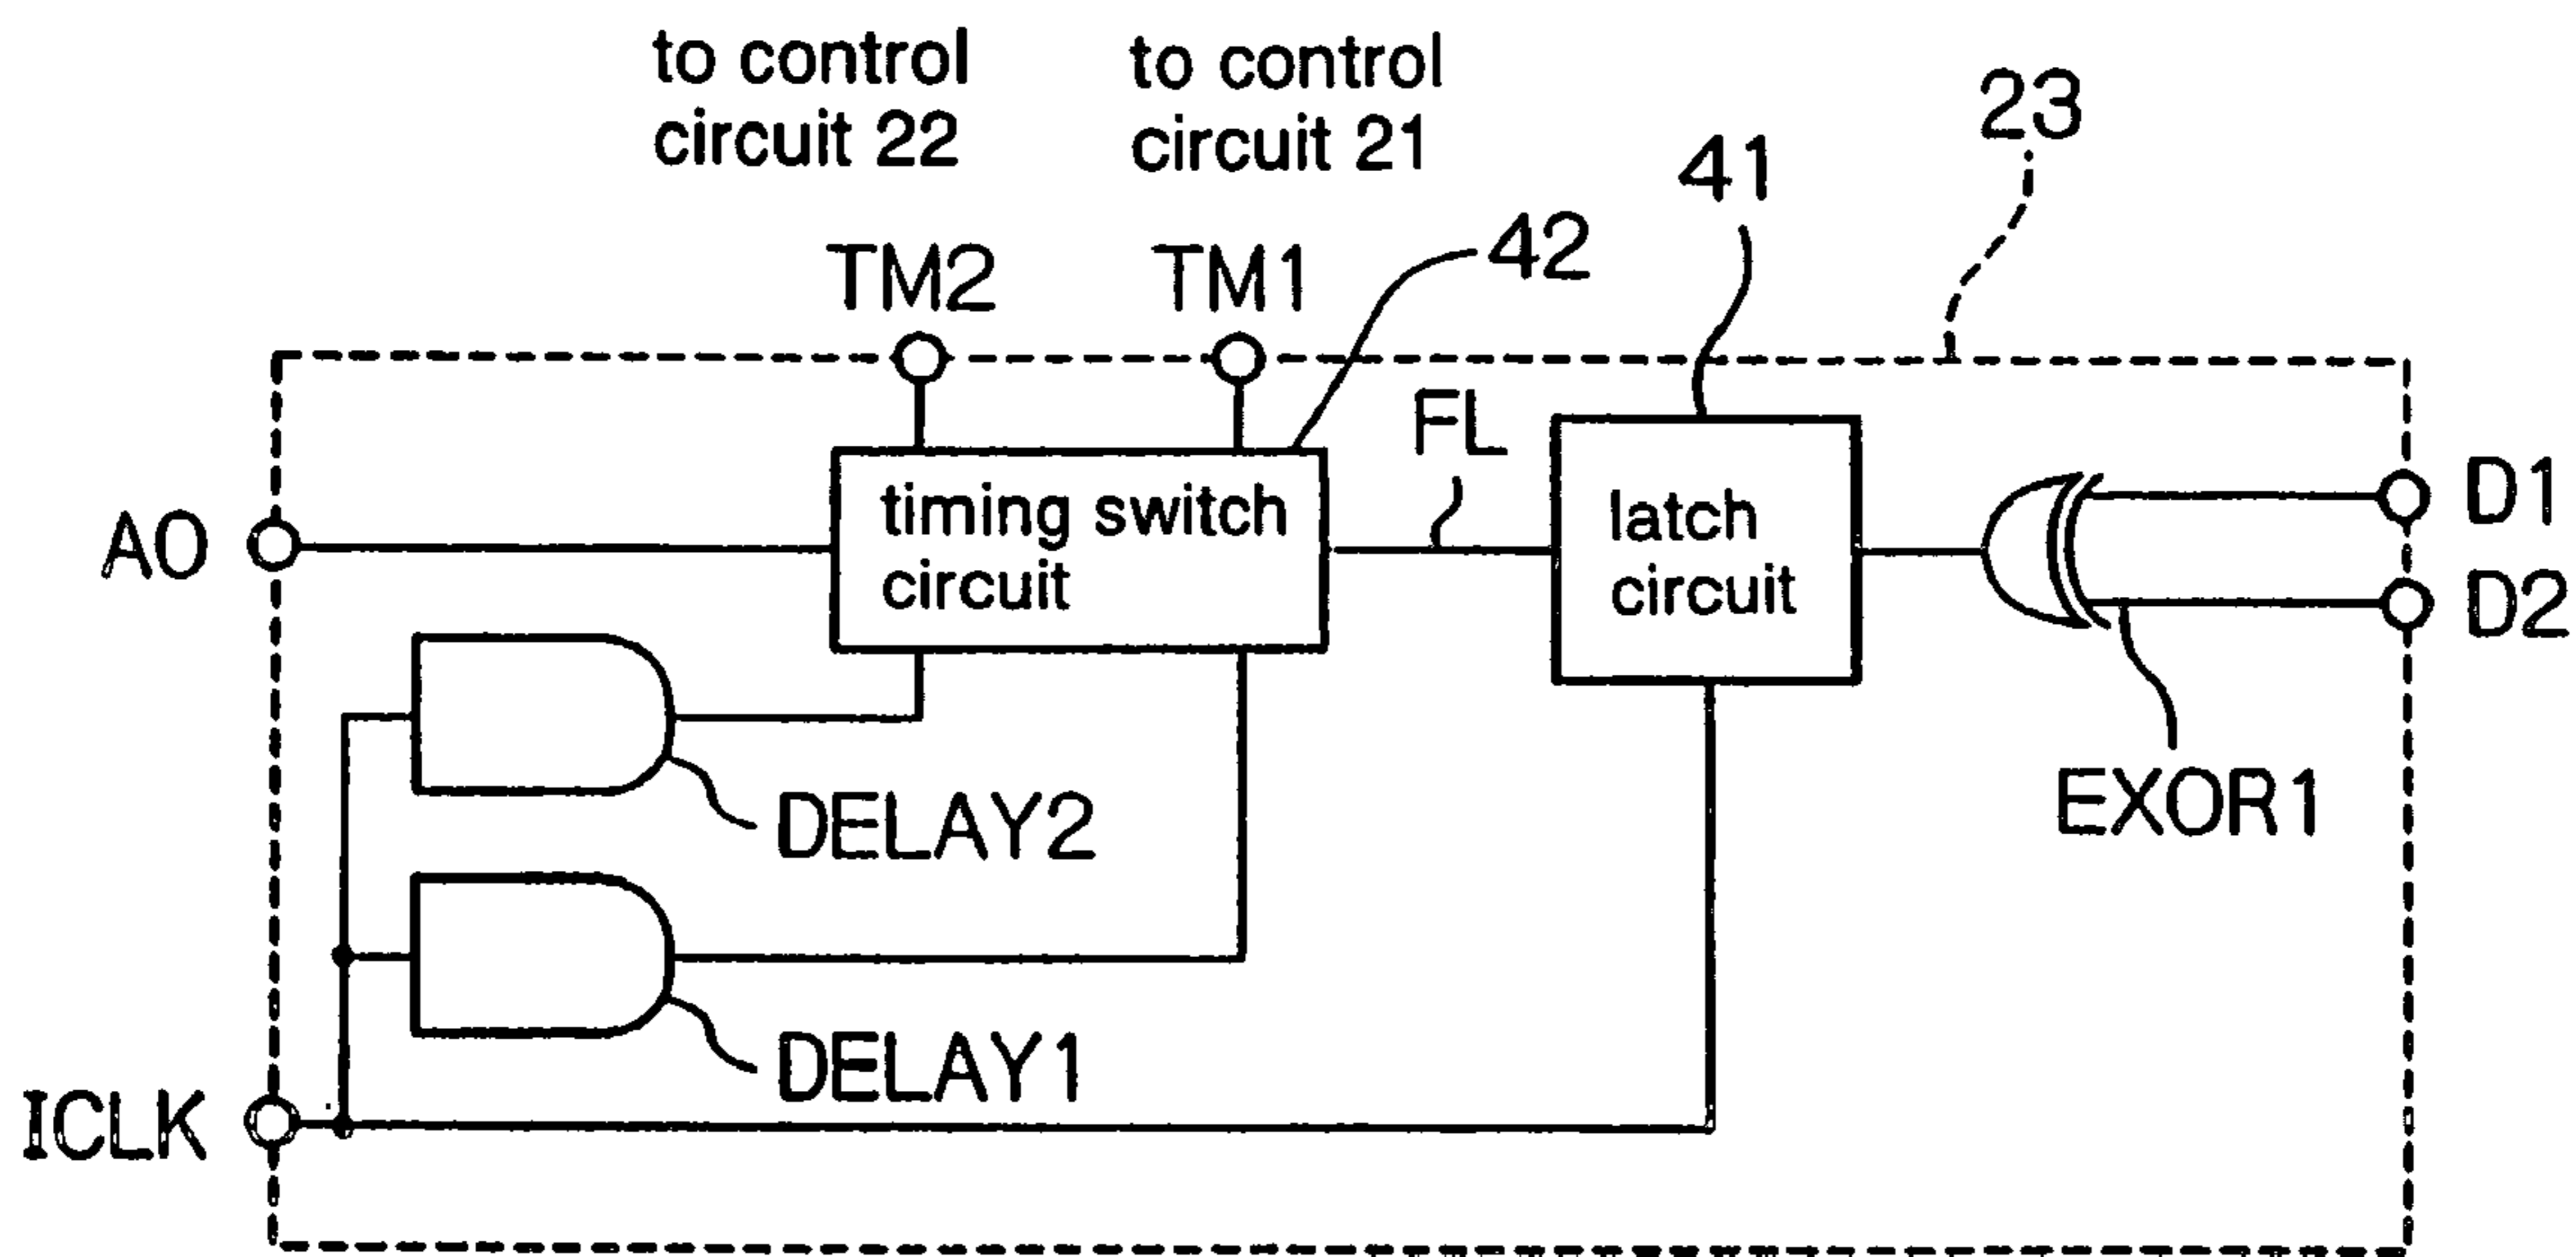 to control
circuit 22
to control
circuit 21
23
41
42
TM2
TM1
FL
A0
timing switch
circuit
latch
circuit
D1
D2
DELAY2
EXOR1
DELAY1
ICLK